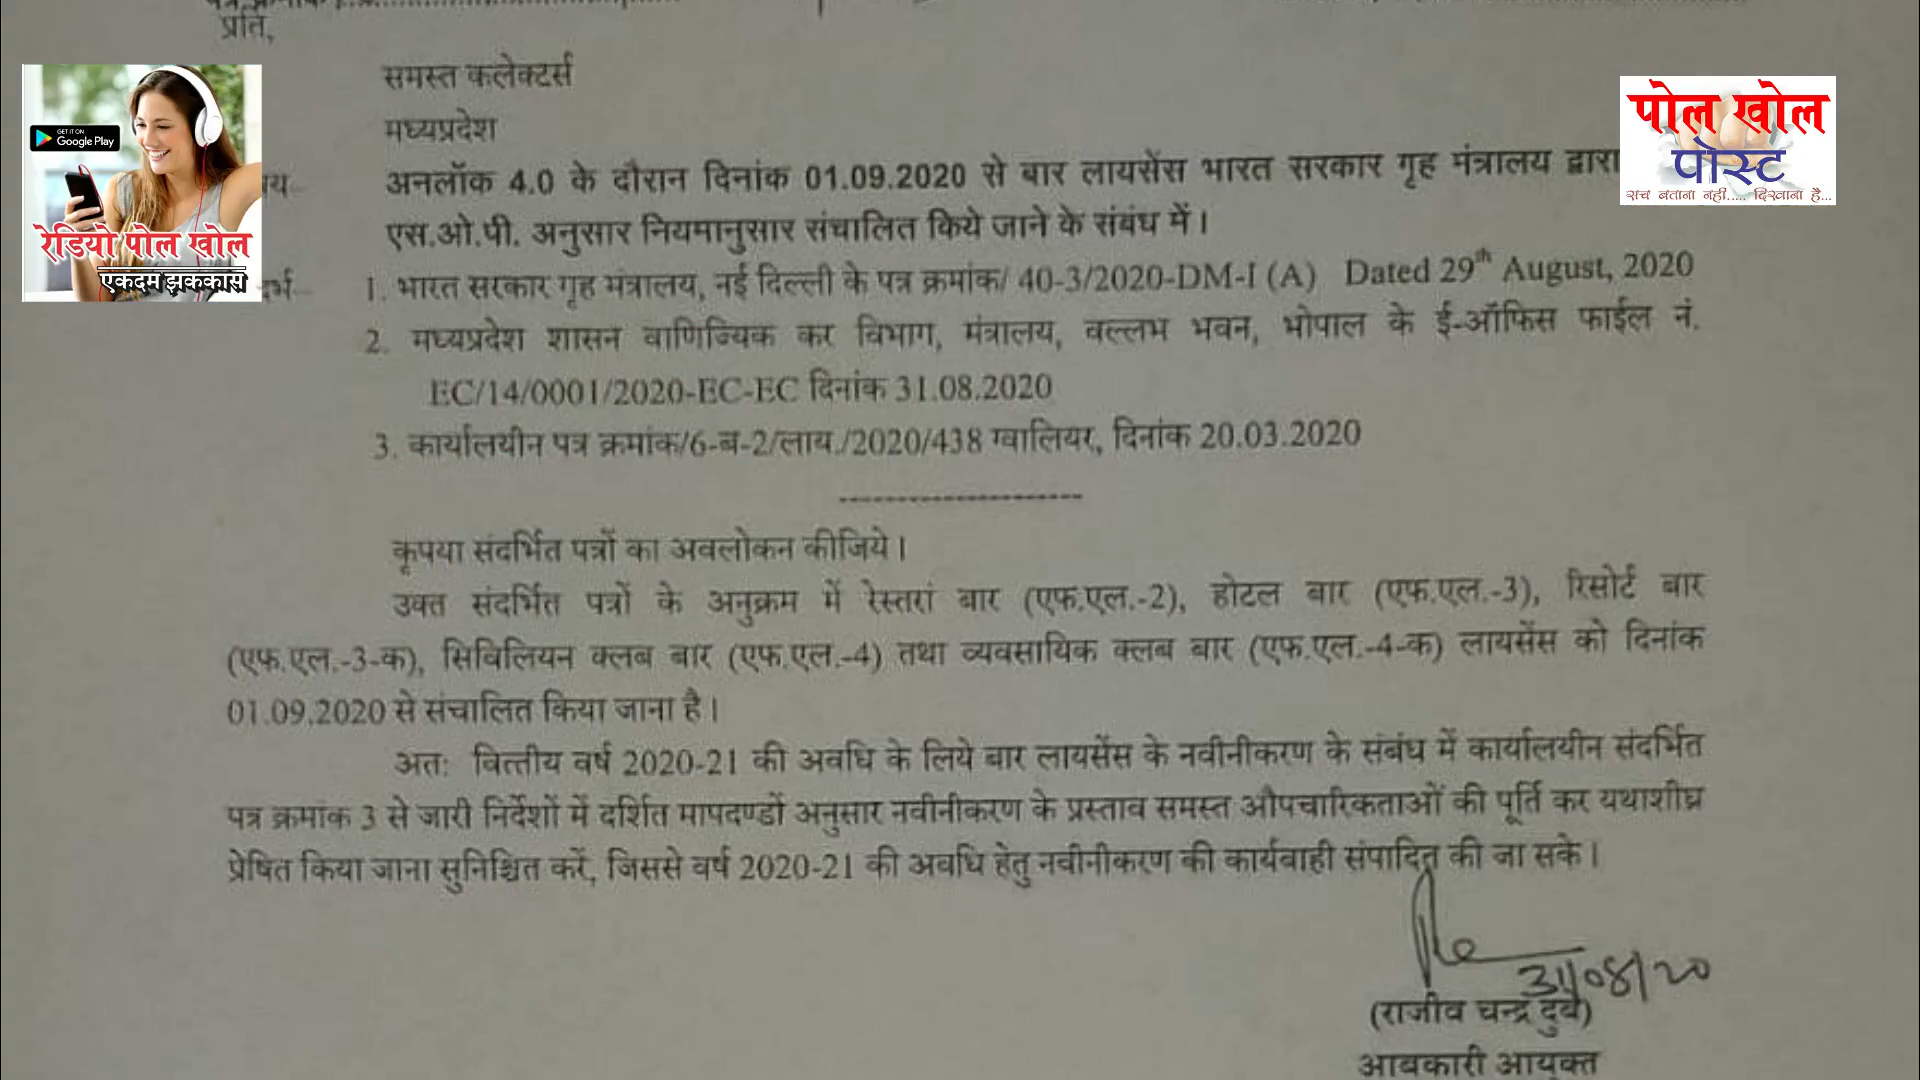 प्रति,
समस्त कलेक्टर्स
मध्यप्रदेश
अनलॉक 4.0 के दौरान दिनांक 01.09.2020 से बार लायसेंस भारत सरकार गृह मंत्रालय द्वारा
एस.ओ.पी. अनुसार नियमानुसार संचालित किये जाने के संबंध में।
1. भारत सरकार गृह मंत्रालय, नई दिल्ली के पत्र क्रमांक/ 40-3/2020-DM-I (A) Dated 29th August, 2020
2. मध्यप्रदेश शासन वाणिज्यिक कर विभाग, मंत्रालय, वल्लभ भवन, भोपाल के ई-ऑफिस फाईल नं.
EC/14/0001/2020-EC-EC दिनांक 31.08.2020
3. कार्यालयीन पत्र क्रमांक/6-ब-2/लाय./2020/438 ग्वालियर, दिनांक 20.03.2020
---------------------
कृपया संदर्भित पत्रों का अवलोकन कीजिये।
उक्त संदर्भित पत्रों के अनुक्रम में रेस्तरां बार (एफ.एल.-2), होटल बार (एफ.एल.-3), रिसोर्ट बार
(एफ.एल.-3-क), सिविलियन क्लब बार (एफ.एल.-4) तथा व्यवसायिक क्लब बार (एफ.एल.-4-क) लायसेंस को दिनांक
01.09.2020 से संचालित किया जाना है।
अतः वित्तीय वर्ष 2020-21 की अवधि के लिये बार लायसेंस के नवीनीकरण के संबंध में कार्यालयीन संदर्भित
पत्र क्रमांक 3 से जारी निर्देशों में दर्शित मापदण्डों अनुसार नवीनीकरण के प्रस्ताव समस्त औपचारिकताओं की पूर्ति कर यथाशीघ्र
प्रेषित किया जाना सुनिश्चित करें, जिससे वर्ष 2020-21 की अवधि हेतु नवीनीकरण की कार्यवाही संपादित की जा सके।
31/08/20
(राजीव चन्द्र दुबे)
आबकारी आयुक्त
GET IT ON
Google Play
रेडियो पोल खोल
एकदम झक्कास
पोल खोल
पोस्ट
सच बताना नहीं..... दिखाना है...